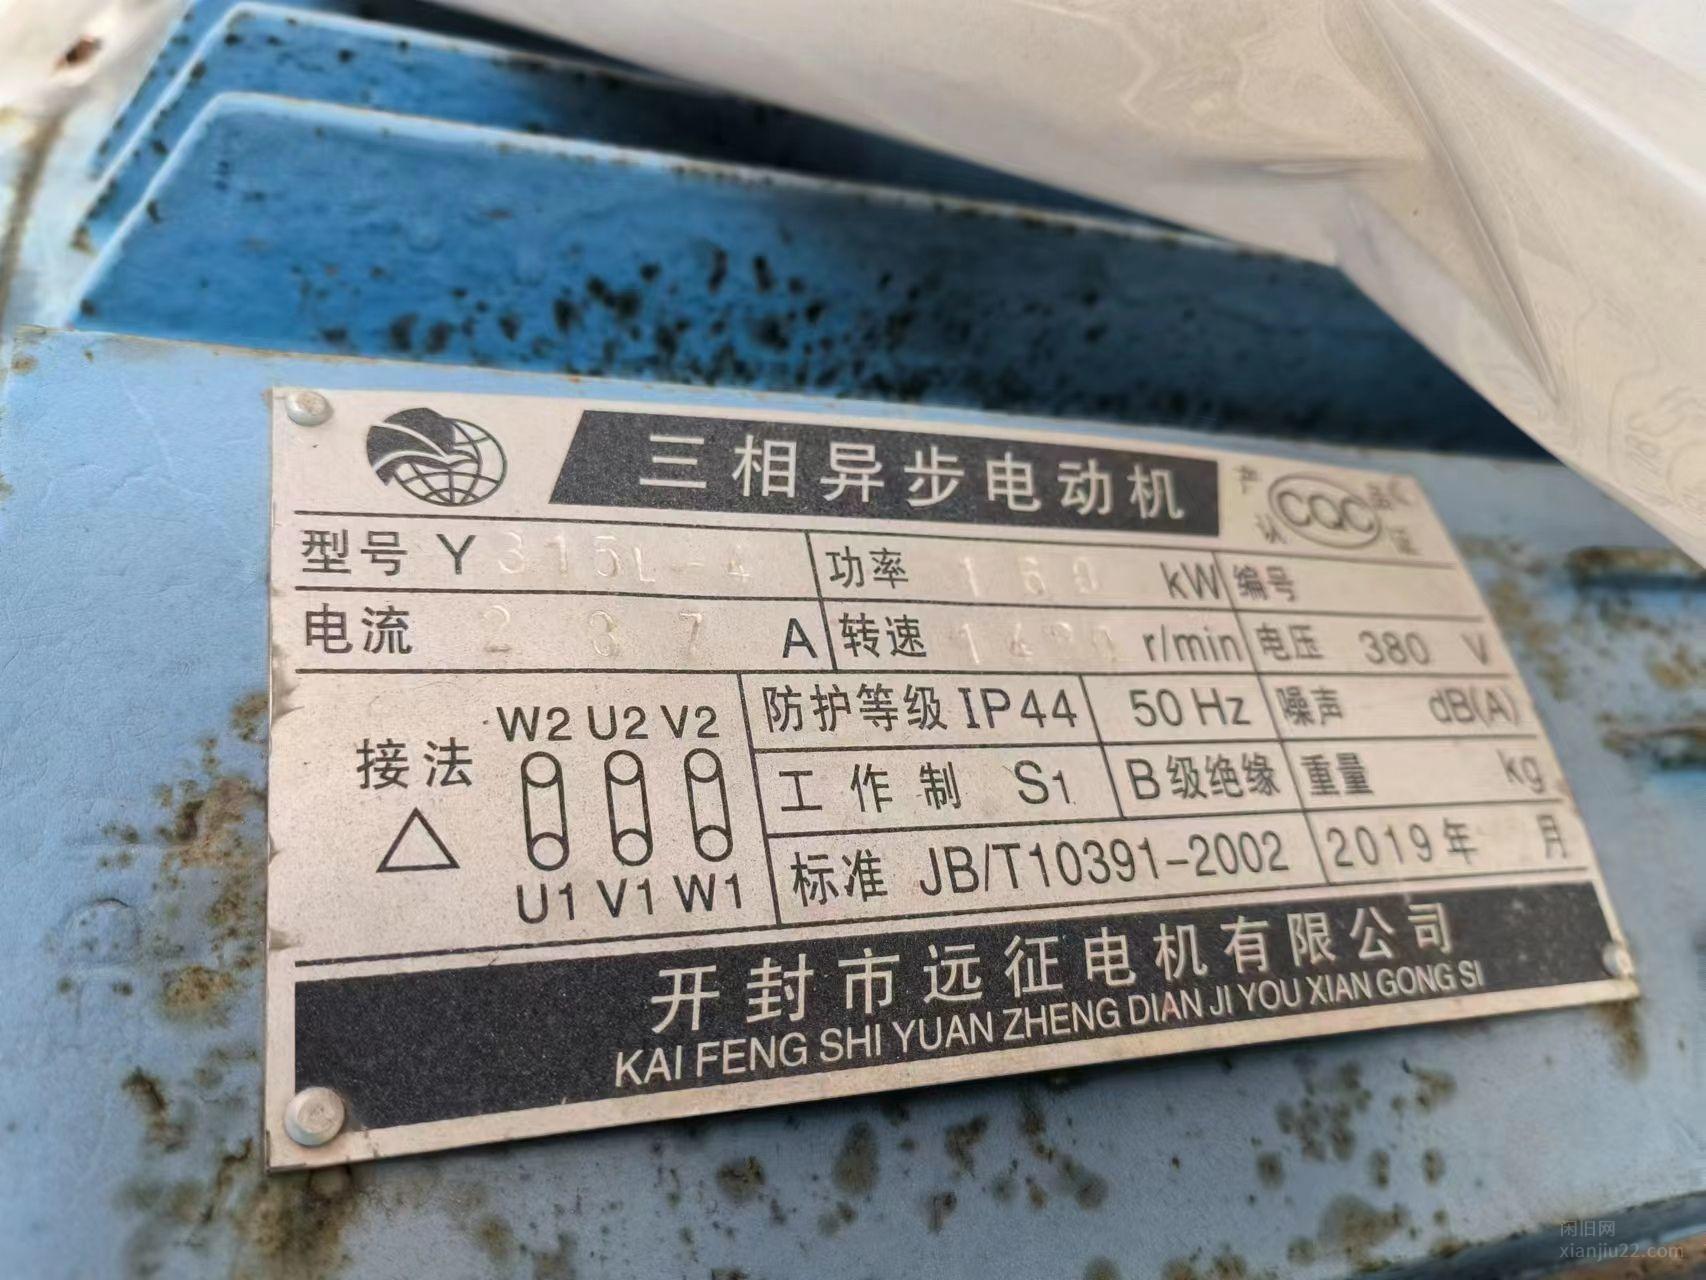 三相异步电动机
产品认证 CQC
型号 Y 315L-4 功率 160 kW 编号
电流 237 A 转速 r/min 电压 380 V
接法 △
W2 U2 V2
U1 V1 W1
防护等级 IP44 50 Hz 噪声 dB(A)
工作制 S1 B级绝缘 重量 kg
标准 JB/T10391-2002 2019年 月
开封市远征电机有限公司
KAI FENG SHI YUAN ZHENG DIAN JI YOU XIAN GONG SI
闲旧网
xianjiu22.com